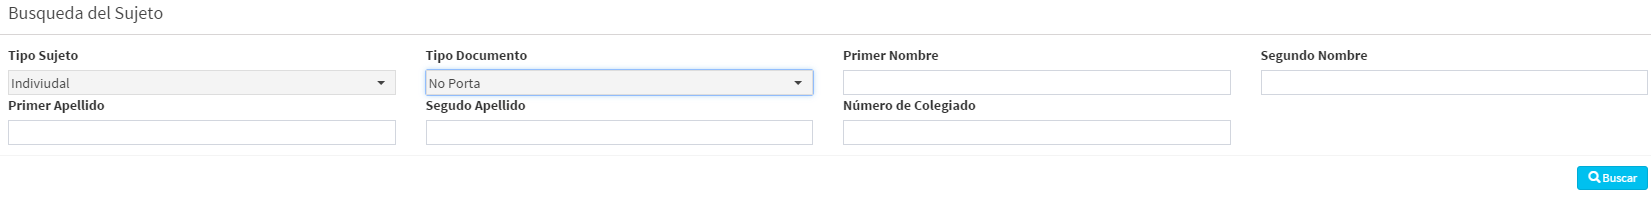 Busqueda del Sujeto
Tipo Sujeto Tipo Documento Primer Nombre Segundo Nombre
Indiviudal No Porta
Primer Apellido Segudo Apellido Número de Colegiado
Buscar